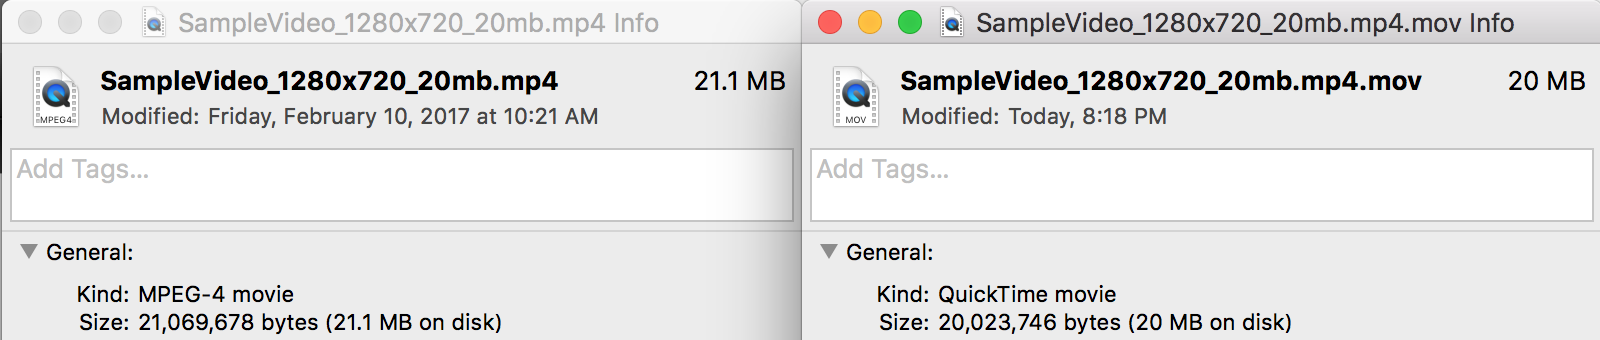 SampleVideo_1280x720_20mb.mp4 Info
SampleVideo_1280x720_20mb.mp4 21.1 MB
MPEG4
Modified: Friday, February 10, 2017 at 10:21 AM
Add Tags...
General:
Kind: MPEG-4 movie
Size: 21,069,678 bytes (21.1 MB on disk)
SampleVideo_1280x720_20mb.mp4.mov Info
SampleVideo_1280x720_20mb.mp4.mov 20 MB
MOV
Modified: Today, 8:18 PM
Add Tags...
General:
Kind: QuickTime movie
Size: 20,023,746 bytes (20 MB on disk)